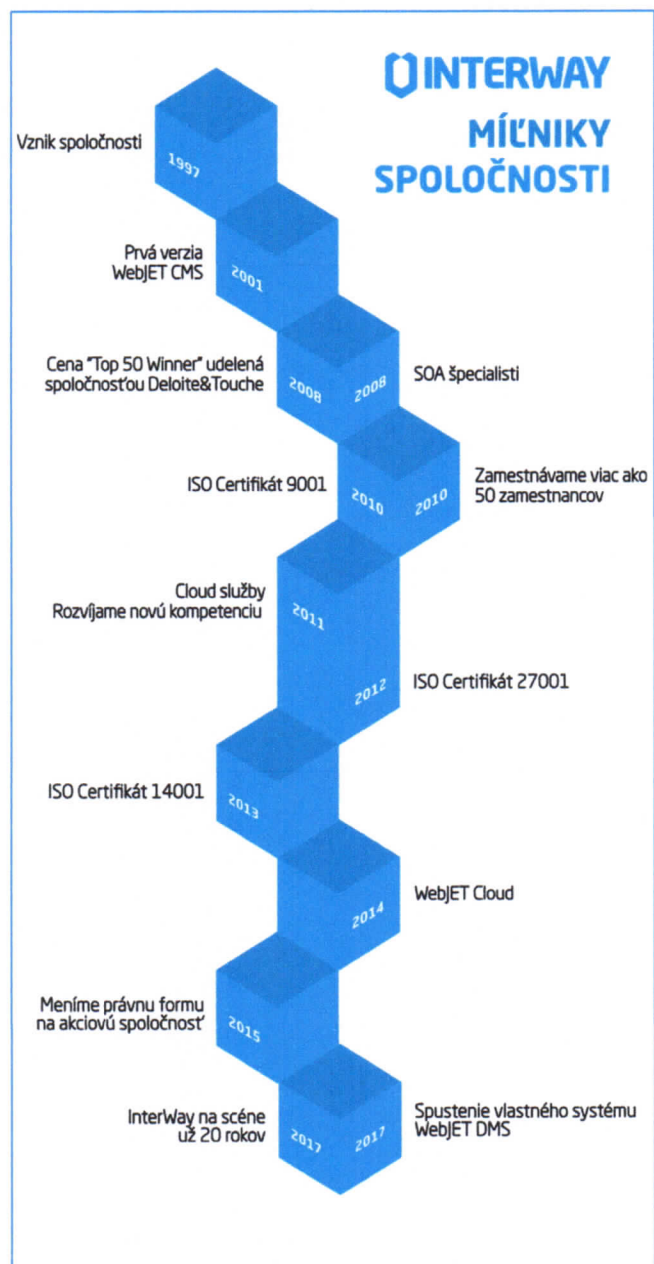 INTERWAY
MÍĽNIKY
SPOLOČNOSTI
Vznik spoločnosti
1997
Prvá verzia
WebJET CMS
2001
Cena "Top 50 Winner" udelená
spoločnosťou Deloite&Touche
2008
2008
SOA špecialisti
ISO Certifikát 9001
2010
2010
Zamestnávame viac ako
50 zamestnancov
Cloud služby
Rozvíjame novú kompetenciu
2011
2012
ISO Certifikát 27001
ISO Certifikát 14001
2013
2014
WebJET Cloud
Meníme právnu formu
na akciovú spoločnosť
2015
InterWay na scéne
už 20 rokov
2017
2017
Spustenie vlastného systému
WebJET DMS